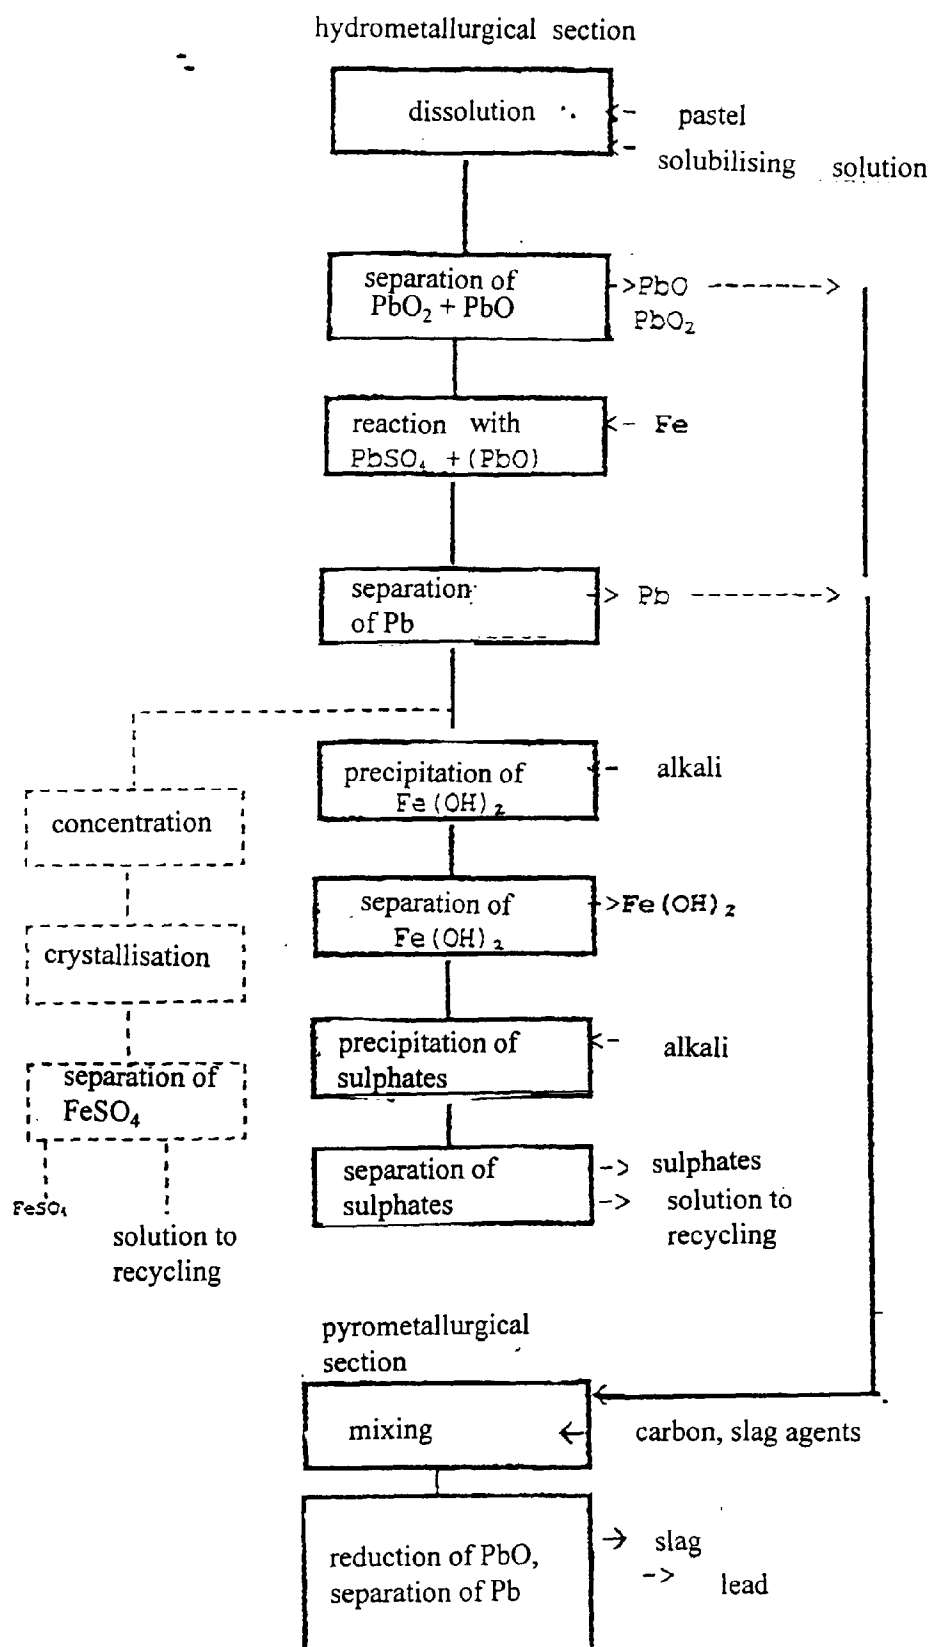 hydrometallurgical section
dissolution
pastel
solubilising solution
separation of
PbO₂ + PbO
PbO
PbO₂
reaction with
PbSO₄ + (PbO)
Fe
separation
of Pb
Pb
precipitation of
Fe(OH)₂
alkali
concentration
separation of
Fe(OH)₂
Fe(OH)₂
crystallisation
precipitation of
sulphates
alkali
separation of
FeSO₄
separation of
sulphates
sulphates
solution to
recycling
FeSO₄
solution to
recycling
pyrometallurgical
section
mixing
carbon, slag agents
reduction of PbO,
separation of Pb
slag
lead